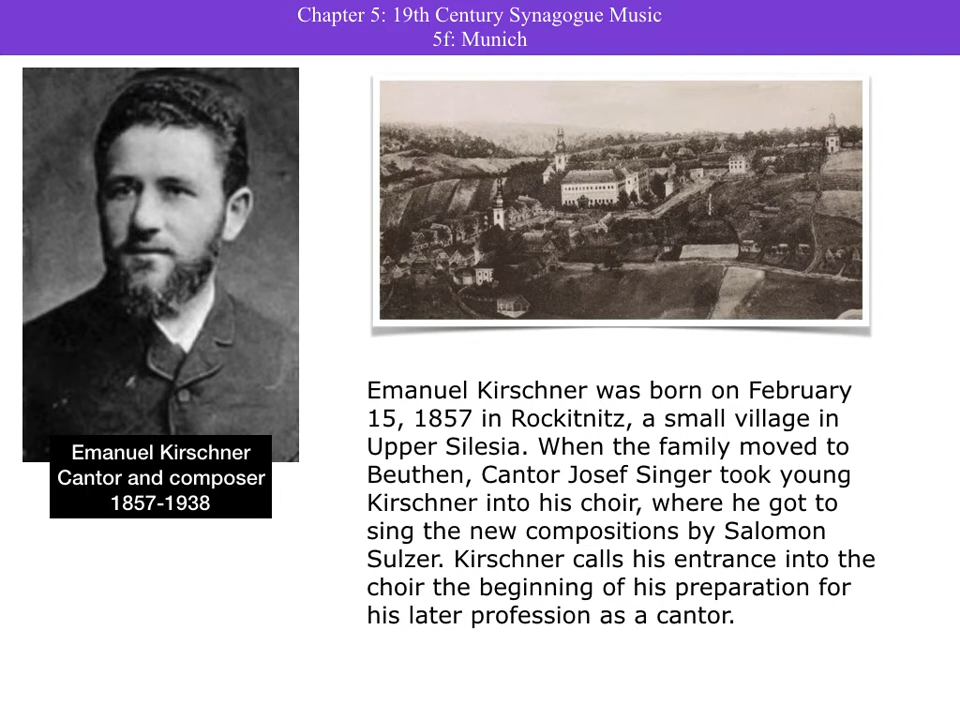 Chapter 5: 19th Century Synagogue Music
5f: Munich
Emanuel Kirschner
Cantor and composer
1857-1938
Emanuel Kirschner was born on February
15, 1857 in Rockitnitz, a small village in
Upper Silesia. When the family moved to
Beuthen, Cantor Josef Singer took young
Kirschner into his choir, where he got to
sing the new compositions by Salomon
Sulzer. Kirschner calls his entrance into the
choir the beginning of his preparation for
his later profession as a cantor.